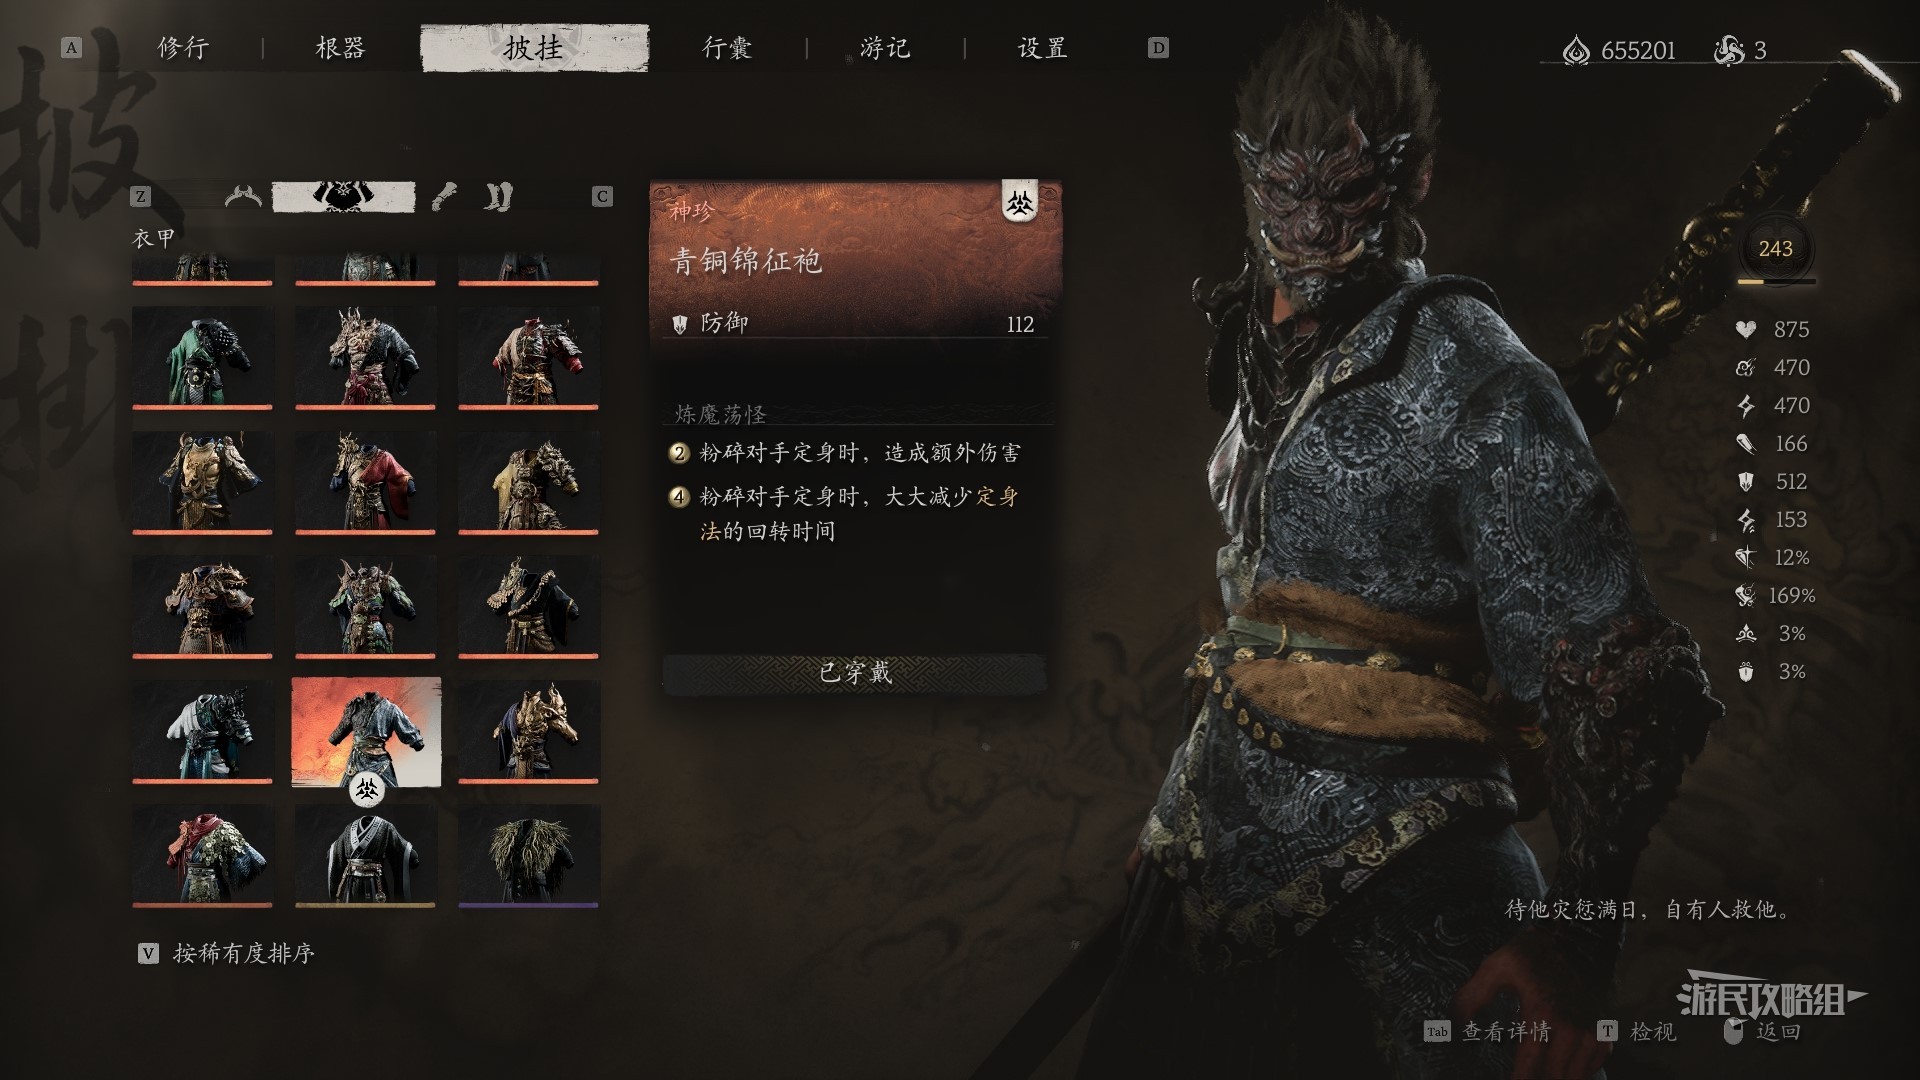 A 修行 根器 披挂 行囊 游记 设置 D
655201 3
披挂
Z C
衣甲
神珍
青铜锦征袍
防御 112
炼魔荡怪
2 粉碎对手定身时，造成额外伤害
4 粉碎对手定身时，大大减少定身
法的回转时间
已穿戴
V 按稀有度排序
243
875
470
470
166
512
153
12%
169%
3%
3%
待他灾愆满日，自有人救他。
游民攻略组
Tab 查看详情 T 检视 返回